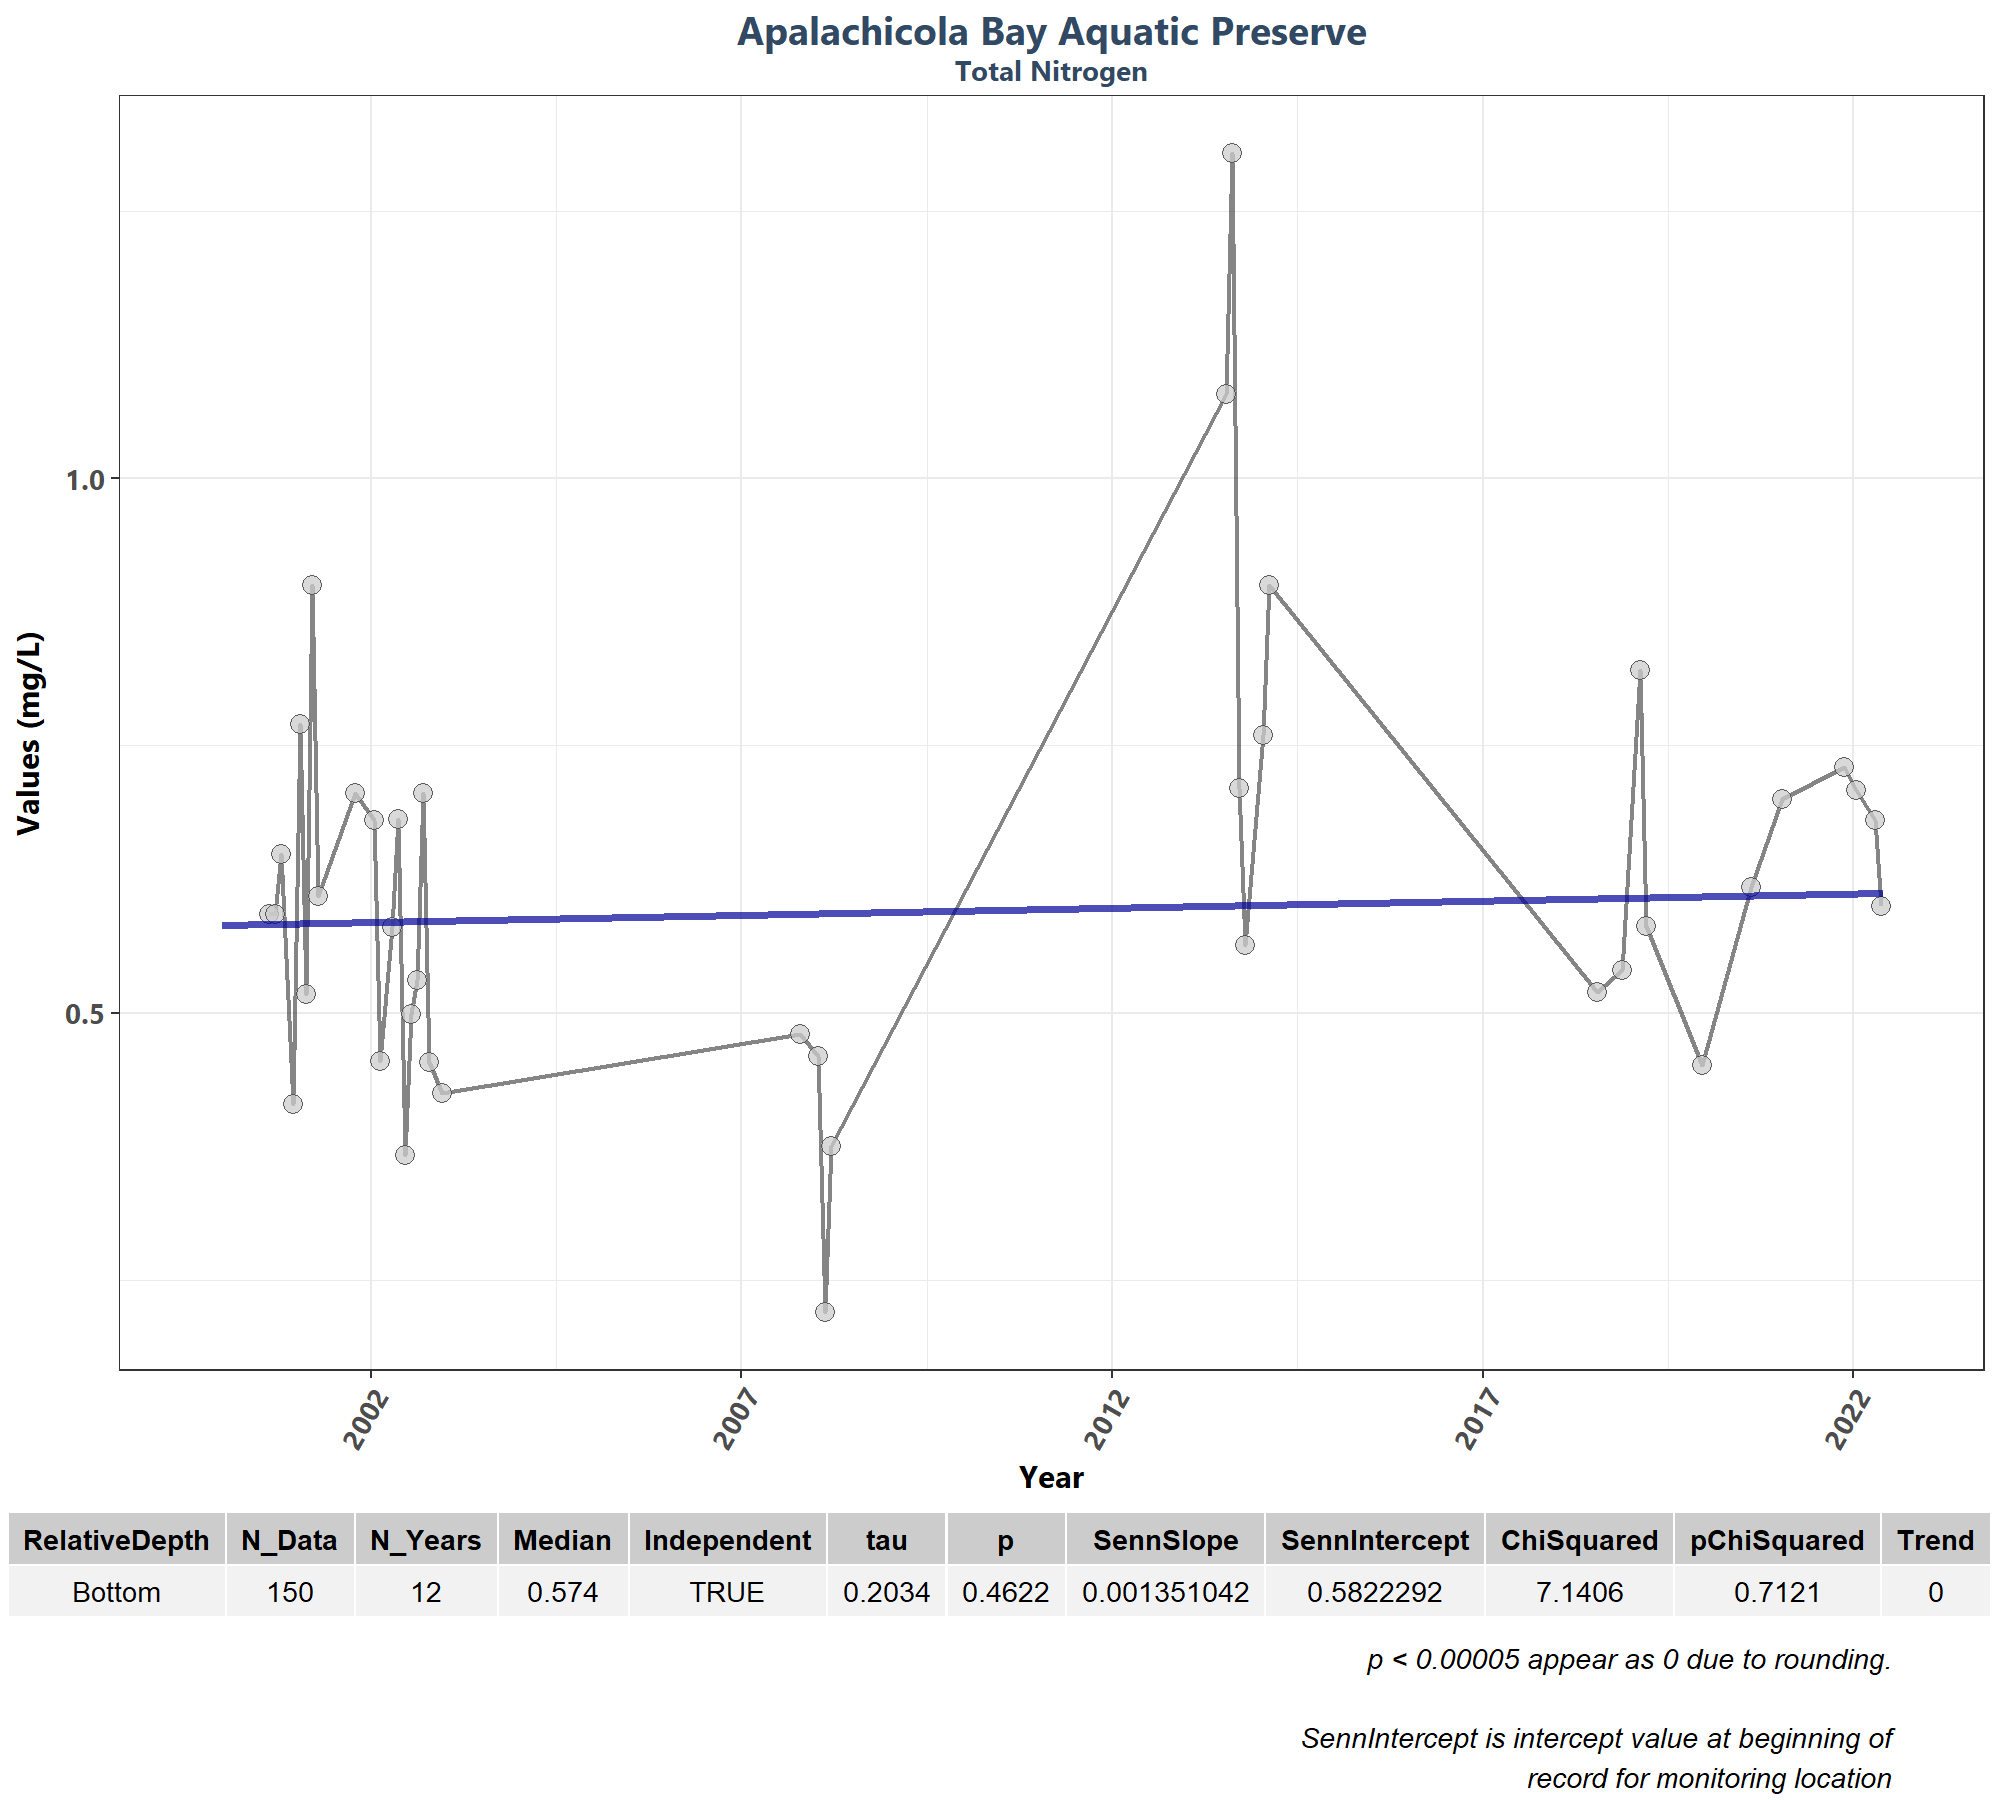 Apalachicola Bay Aquatic Preserve
Total Nitrogen
Values (mg/L)
1.0
0.5
2002
2007
2012
2017
2022
Year
RelativeDepth N_Data N_Years Median Independent tau p SennSlope SennIntercept ChiSquared pChiSquared Trend
Bottom 150 12 0.574 TRUE 0.2034 0.4622 0.001351042 0.5822292 7.1406 0.7121 0
p < 0.00005 appear as 0 due to rounding.
SennIntercept is intercept value at beginning of
record for monitoring location